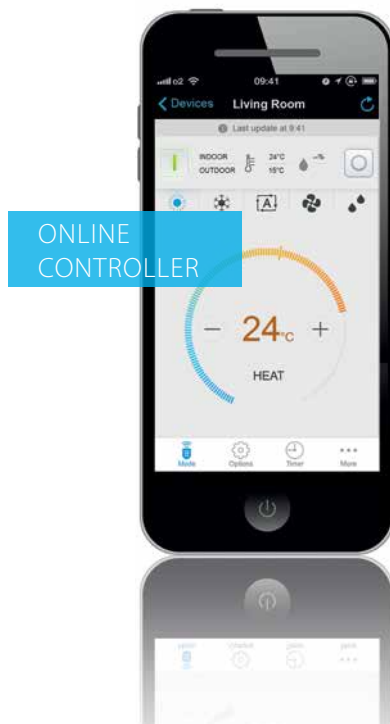 o2 09:41
Devices Living Room
Last update at 9:41
INDOOR 24°C -%
OUTDOOR 15°C
A
ONLINE
CONTROLLER
24°C
HEAT
Mode Options Timer More